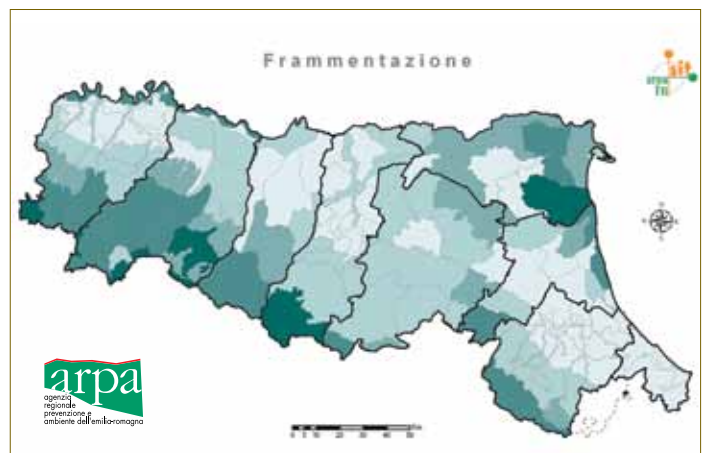 Frammentazione
arpa
agenzia
regionale
prevenzione e
ambiente dell'emilia-romagna